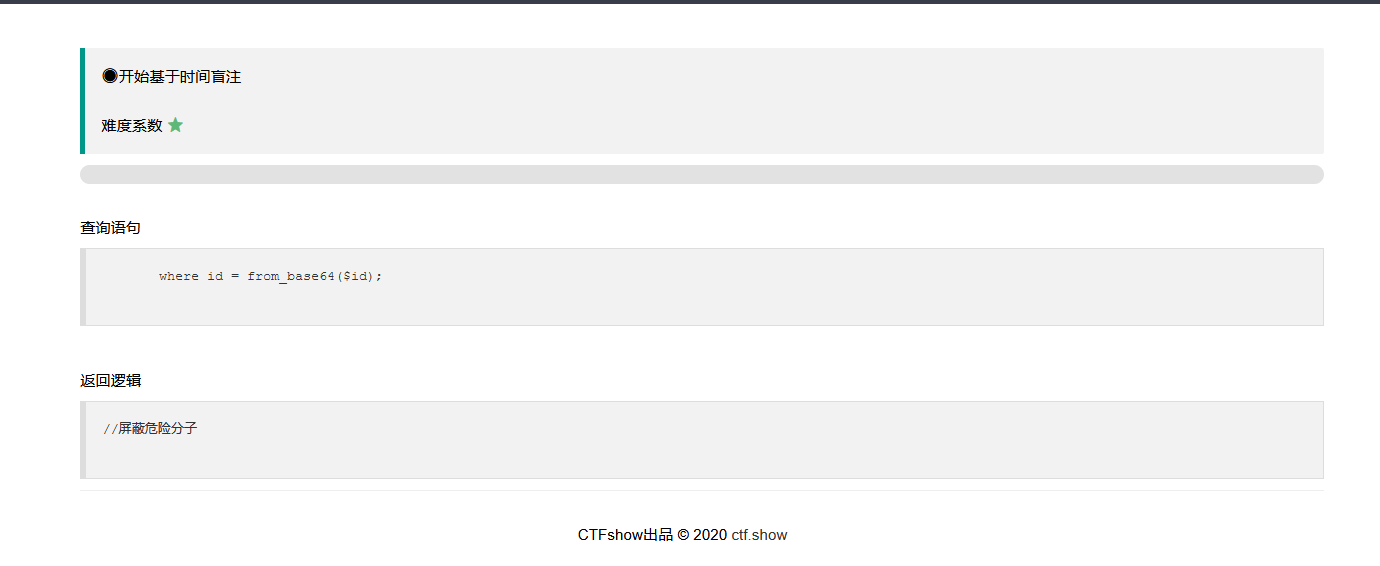 ◉开始基于时间盲注
难度系数 ★
查询语句
where id = from_base64($id);
返回逻辑
//屏蔽危险分子
CTFshow出品 © 2020 ctf.show